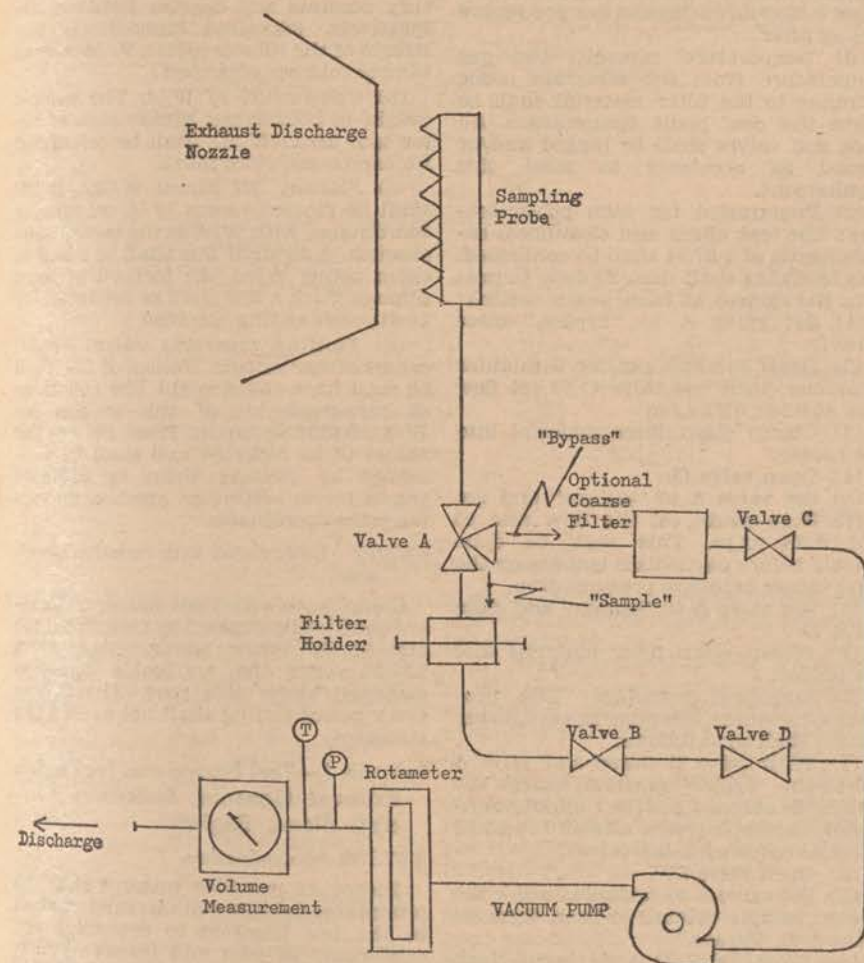 Exhaust Discharge
Nozzle
Sampling
Probe
"Bypass"
Optional
Coarse
Filter
Valve C
Valve A
"Sample"
Filter
Holder
Valve B
Valve D
T
P
Rotameter
Discharge
Volume
Measurement
VACUUM PUMP